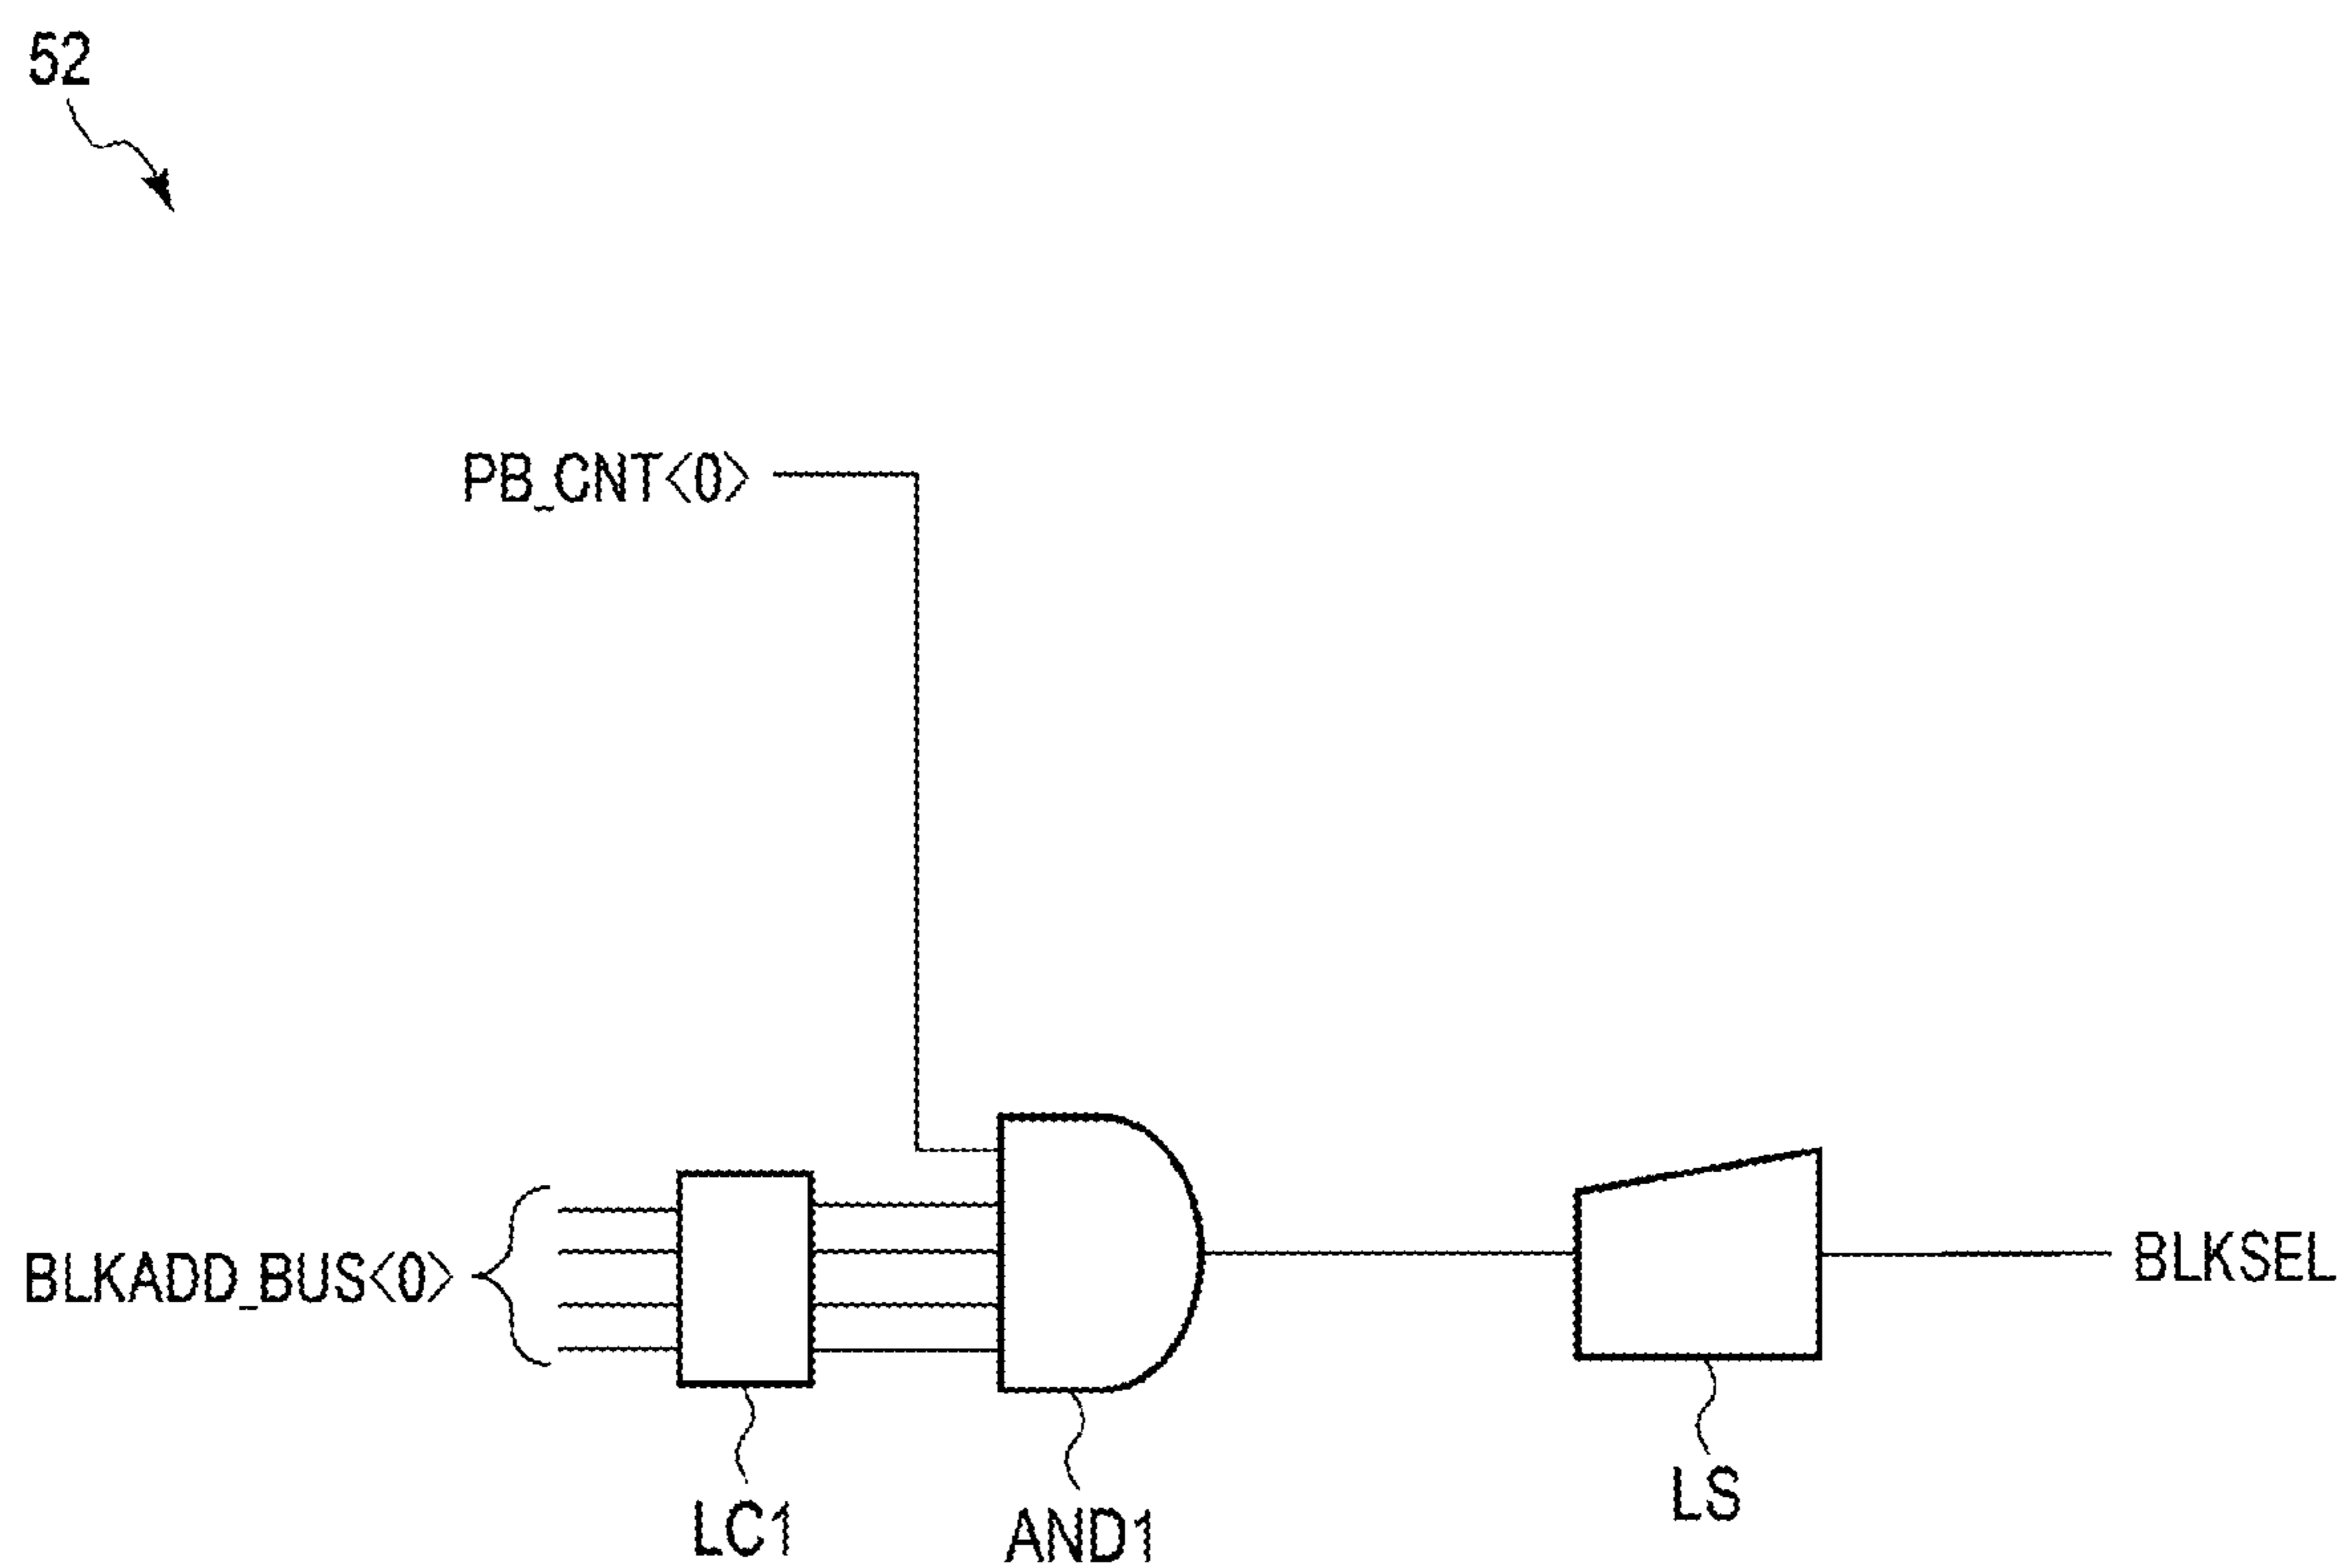 52
PB_CNT<0>
BLKADD_BUS<0>
BLKSEL
LC1
AND1
LS